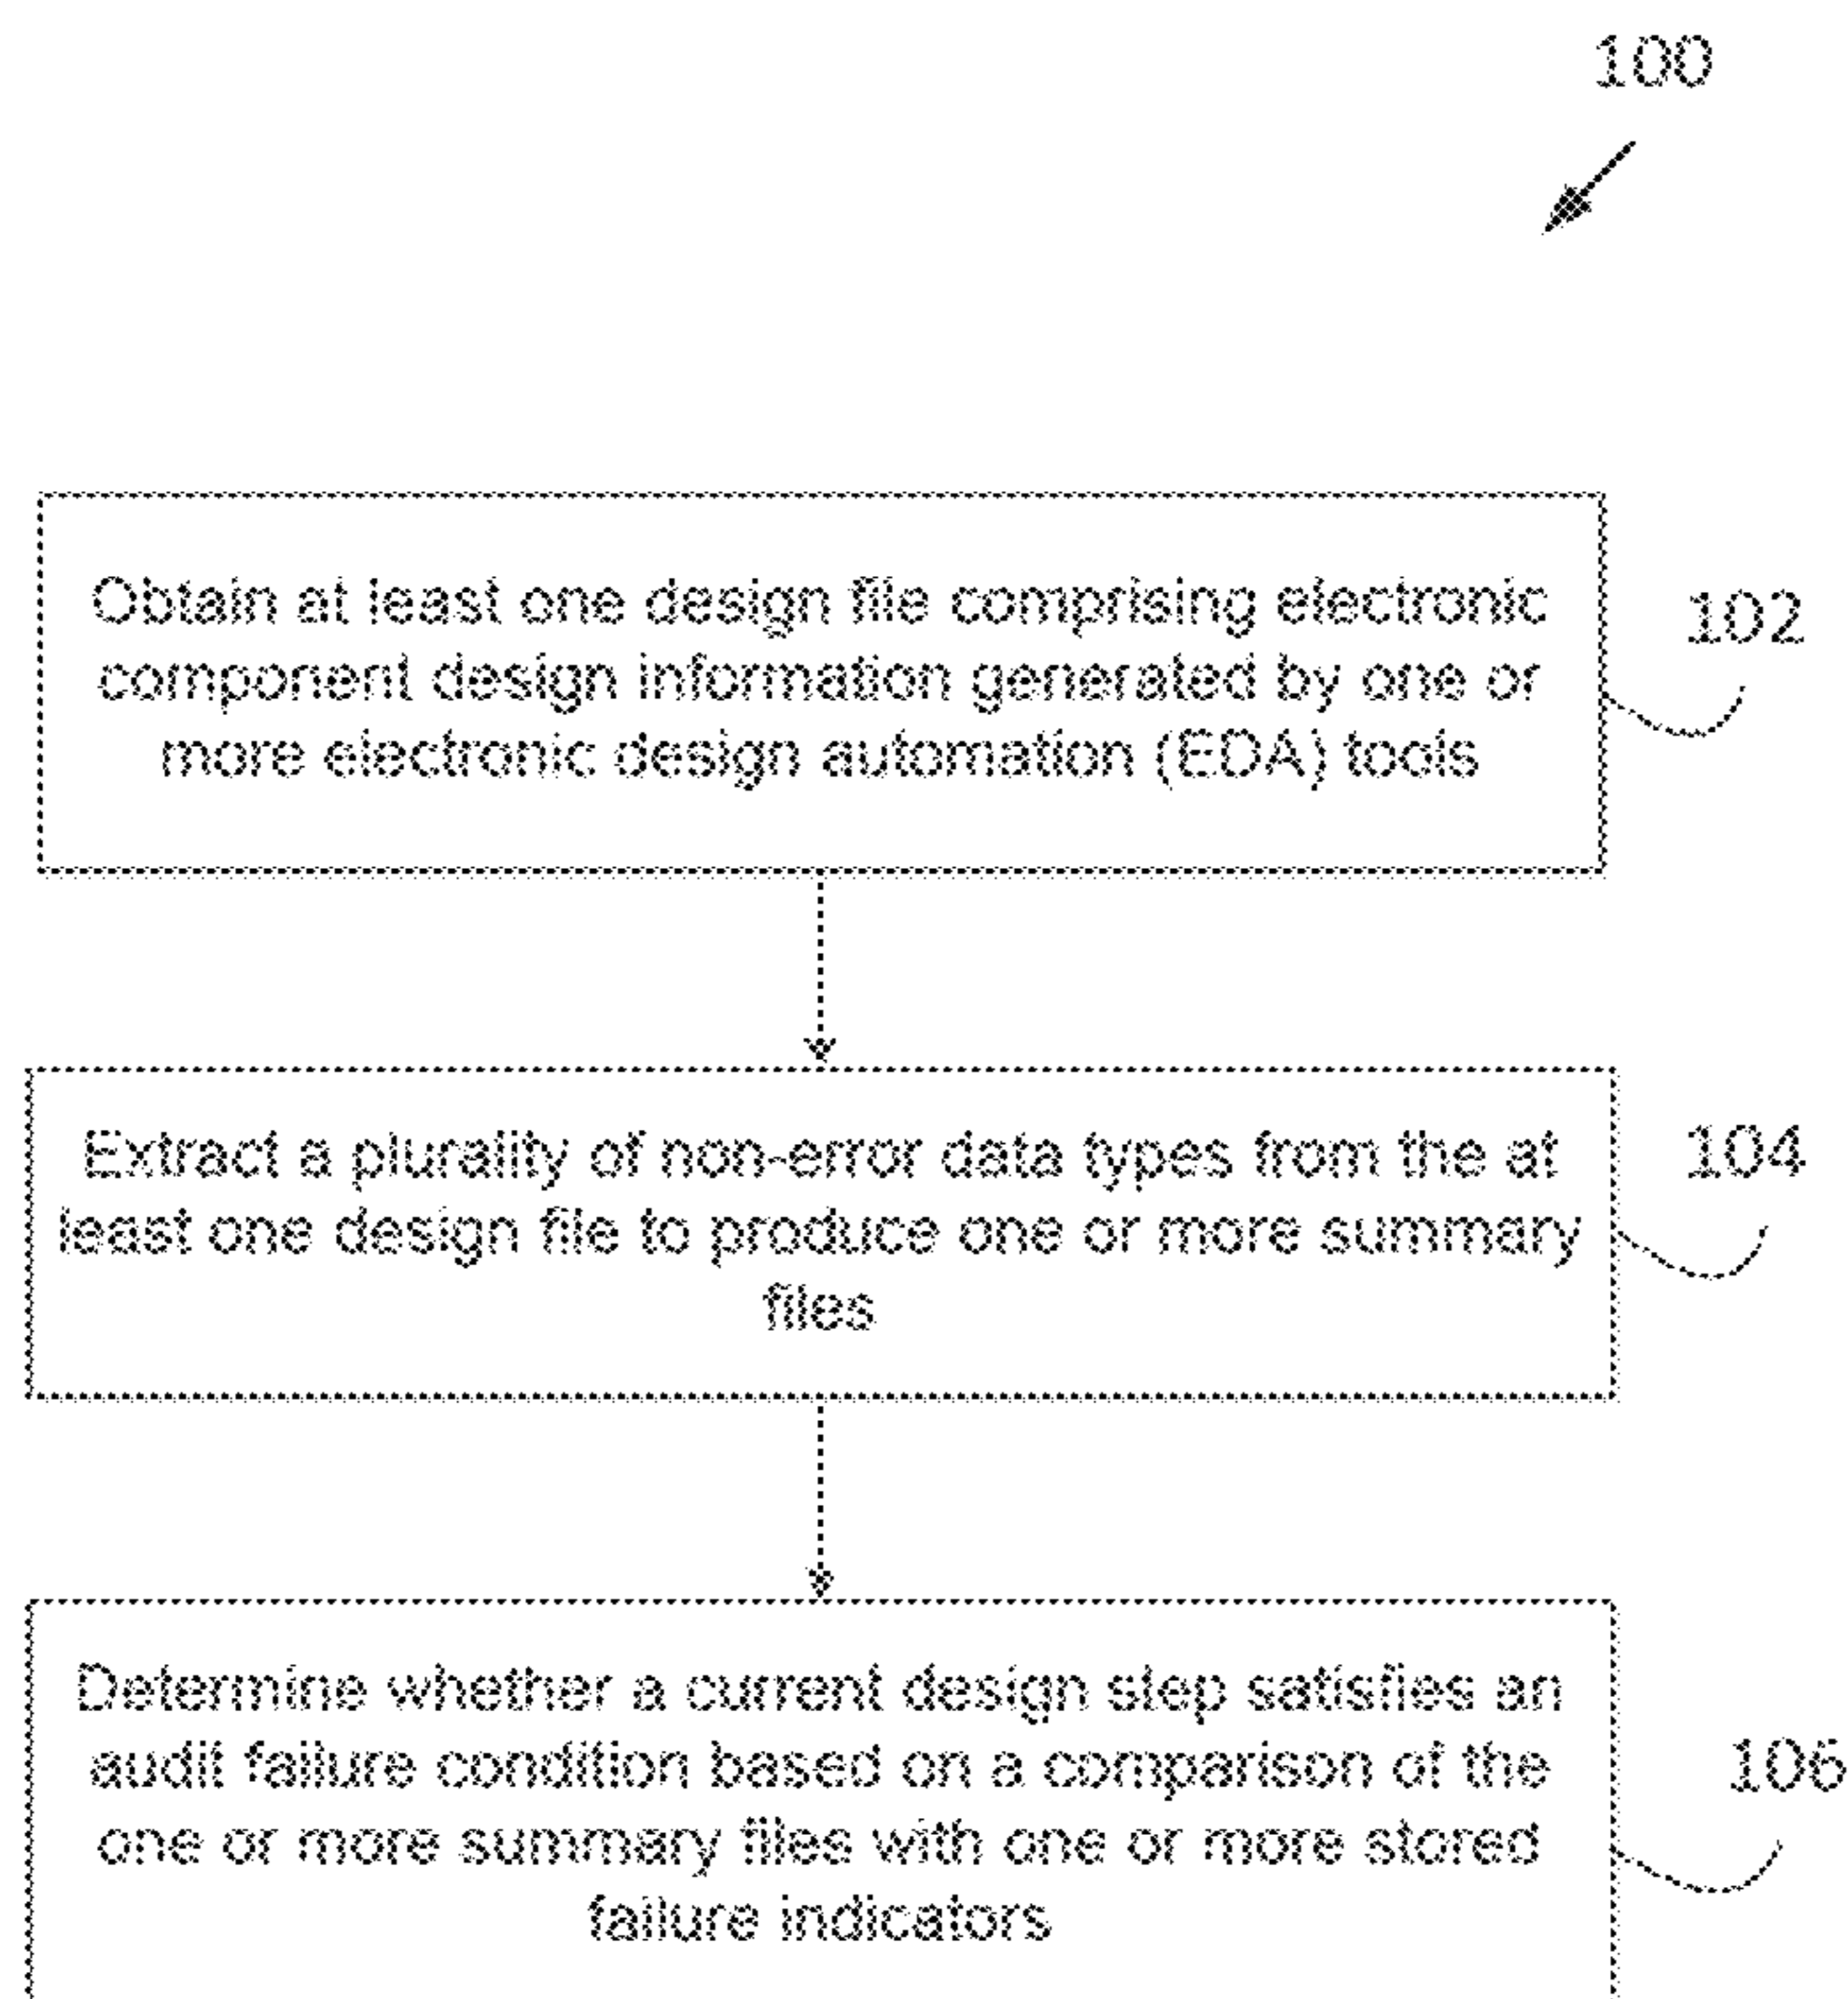 100
Obtain at least one design file comprising electronic
component design information generated by one or
more electronic design automation (EDA) tools
102
Extract a plurality of non-error data types from the at
least one design file to produce one or more summary
files
104
Determine whether a current design step satisfies an
audit failure condition based on a comparison of the
one or more summary files with one or more stored
failure indicators
106